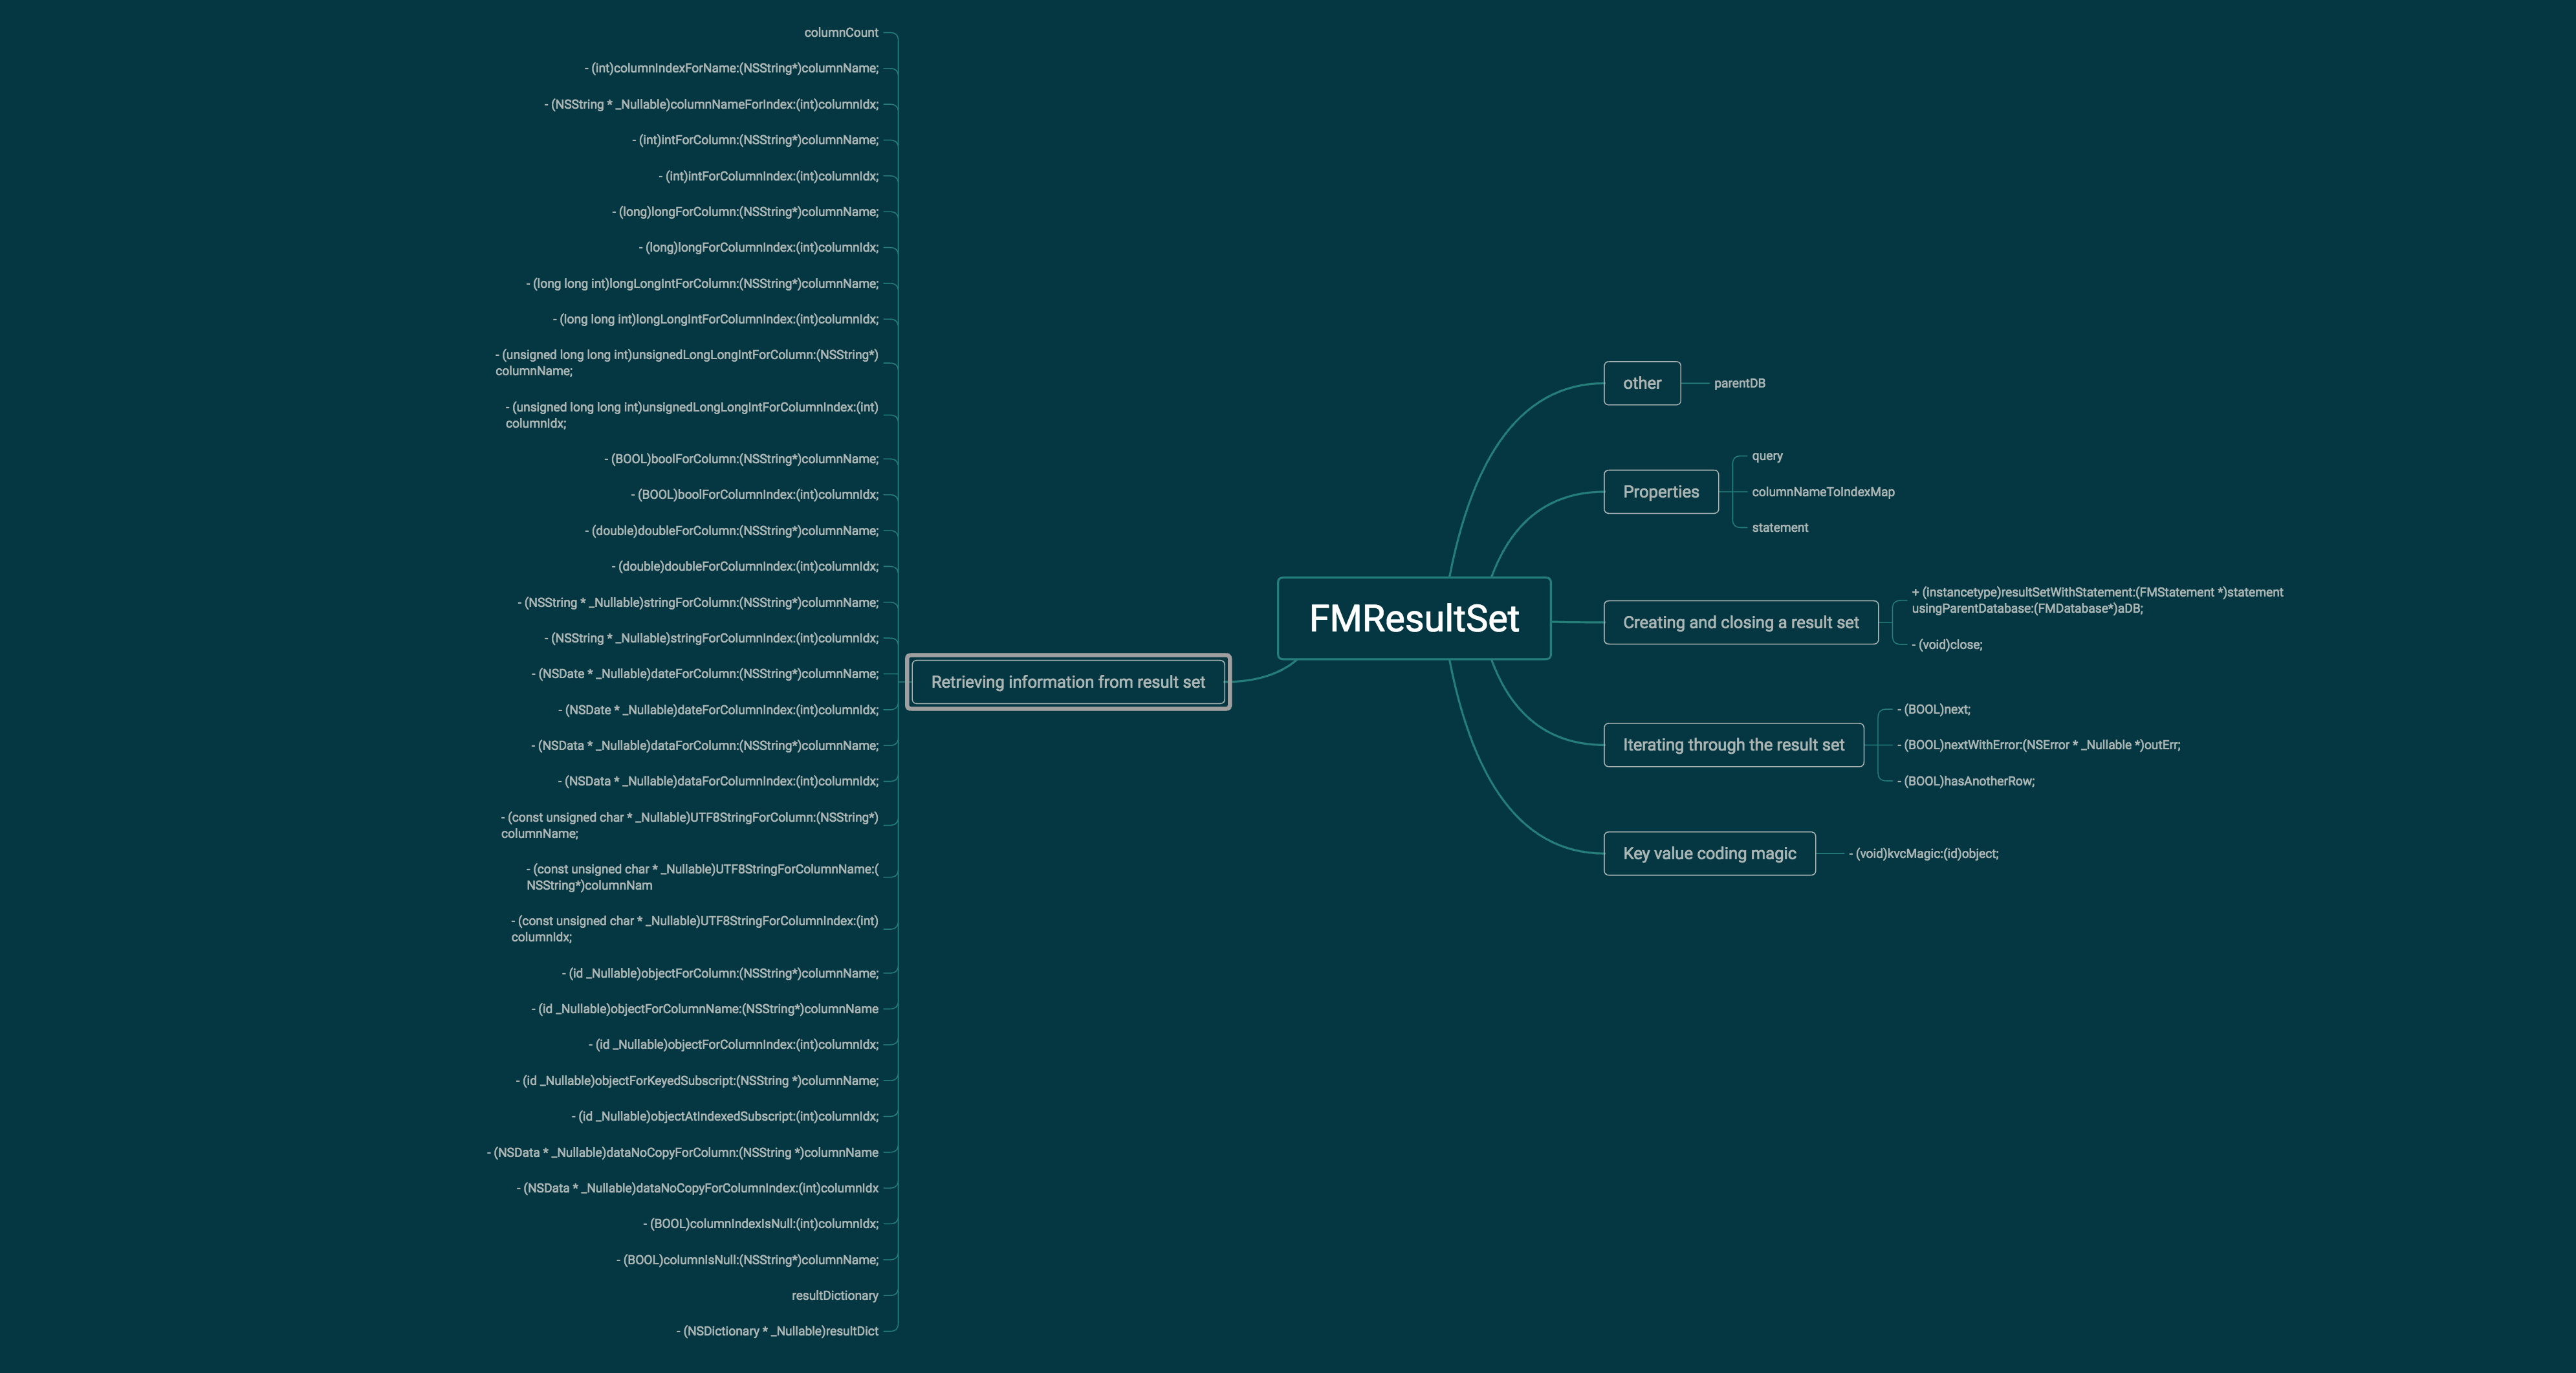 columnCount
- (int)columnIndexForName:(NSString*)columnName;
- (NSString * _Nullable)columnNameForIndex:(int)columnIdx;
- (int)intForColumn:(NSString*)columnName;
- (int)intForColumnIndex:(int)columnIdx;
- (long)longForColumn:(NSString*)columnName;
- (long)longForColumnIndex:(int)columnIdx;
- (long long int)longLongIntForColumn:(NSString*)columnName;
- (long long int)longLongIntForColumnIndex:(int)columnIdx;
- (unsigned long long int)unsignedLongLongIntForColumn:(NSString*)
columnName;
- (unsigned long long int)unsignedLongLongIntForColumnIndex:(int)
columnIdx;
- (BOOL)boolForColumn:(NSString*)columnName;
- (BOOL)boolForColumnIndex:(int)columnIdx;
- (double)doubleForColumn:(NSString*)columnName;
- (double)doubleForColumnIndex:(int)columnIdx;
- (NSString * _Nullable)stringForColumn:(NSString*)columnName;
- (NSString * _Nullable)stringForColumnIndex:(int)columnIdx;
- (NSDate * _Nullable)dateForColumn:(NSString*)columnName;
- (NSDate * _Nullable)dateForColumnIndex:(int)columnIdx;
- (NSData * _Nullable)dataForColumn:(NSString*)columnName;
- (NSData * _Nullable)dataForColumnIndex:(int)columnIdx;
- (const unsigned char * _Nullable)UTF8StringForColumn:(NSString*)
columnName;
- (const unsigned char * _Nullable)UTF8StringForColumnName:(
NSString*)columnNam
- (const unsigned char * _Nullable)UTF8StringForColumnIndex:(int)
columnIdx;
- (id _Nullable)objectForColumn:(NSString*)columnName;
- (id _Nullable)objectForColumnName:(NSString*)columnName
- (id _Nullable)objectForColumnIndex:(int)columnIdx;
- (id _Nullable)objectForKeyedSubscript:(NSString *)columnName;
- (id _Nullable)objectAtIndexedSubscript:(int)columnIdx;
- (NSData * _Nullable)dataNoCopyForColumn:(NSString *)columnName
- (NSData * _Nullable)dataNoCopyForColumnIndex:(int)columnIdx
- (BOOL)columnIndexIsNull:(int)columnIdx;
- (BOOL)columnIsNull:(NSString*)columnName;
resultDictionary
- (NSDictionary * _Nullable)resultDict
Retrieving information from result set
FMResultSet
other
parentDB
Properties
query
columnNameToIndexMap
statement
Creating and closing a result set
+ (instancetype)resultSetWithStatement:(FMStatement *)statement
usingParentDatabase:(FMDatabase*)aDB;
- (void)close;
Iterating through the result set
- (BOOL)next;
- (BOOL)nextWithError:(NSError * _Nullable *)outErr;
- (BOOL)hasAnotherRow;
Key value coding magic
- (void)kvcMagic:(id)object;